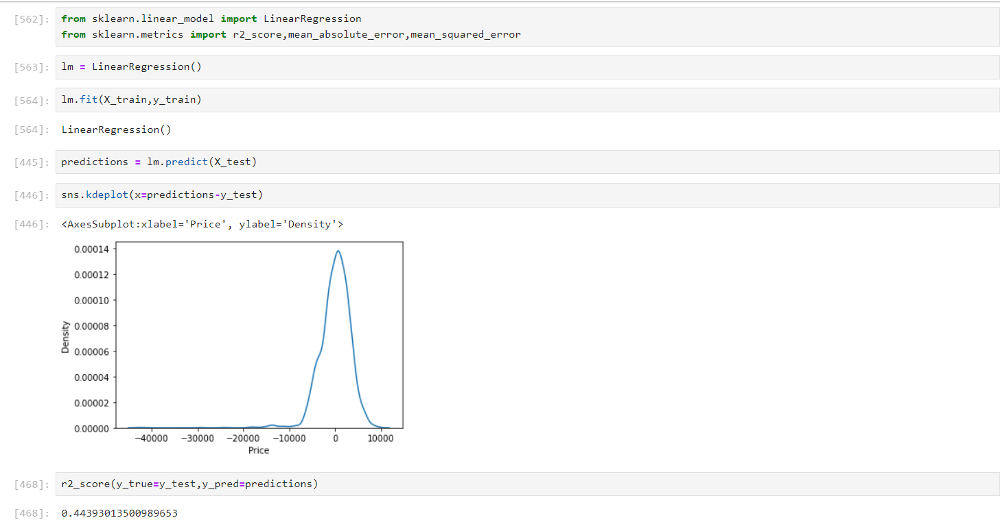 [562]: from sklearn.linear_model import LinearRegression
from sklearn.metrics import r2_score,mean_absolute_error,mean_squared_error
[563]: lm = LinearRegression()
[564]: lm.fit(X_train,y_train)
[564]: LinearRegression()
[445]: predictions = lm.predict(X_test)
[446]: sns.kdeplot(x=predictions-y_test)
[446]: <AxesSubplot:xlabel='Price', ylabel='Density'>
0.00014
0.00012
0.00010
0.00008
0.00006
0.00004
0.00002
0.00000
Density
−40000 −30000 −20000 −10000 0 10000
Price
[468]: r2_score(y_true=y_test,y_pred=predictions)
[468]: 0.44393013500989653